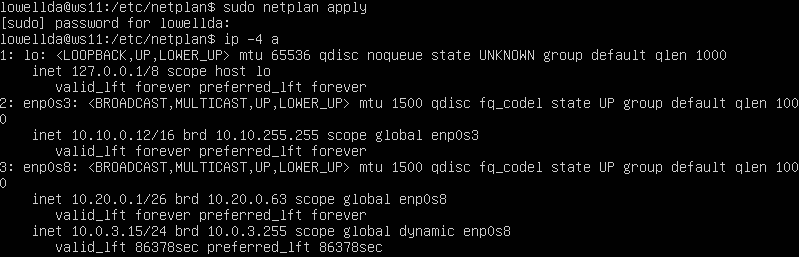 lowellda@ws11:/etc/netplan$ sudo netplan apply
[sudo] password for lowellda:
lowellda@ws11:/etc/netplan$ ip -4 a
1: lo: <LOOPBACK,UP,LOWER_UP> mtu 65536 qdisc noqueue state UNKNOWN group default qlen 1000
    inet 127.0.0.1/8 scope host lo
       valid_lft forever preferred_lft forever
2: enp0s3: <BROADCAST,MULTICAST,UP,LOWER_UP> mtu 1500 qdisc fq_codel state UP group default qlen 100
0
    inet 10.10.0.12/16 brd 10.10.255.255 scope global enp0s3
       valid_lft forever preferred_lft forever
3: enp0s8: <BROADCAST,MULTICAST,UP,LOWER_UP> mtu 1500 qdisc fq_codel state UP group default qlen 100
0
    inet 10.20.0.1/26 brd 10.20.0.63 scope global enp0s8
       valid_lft forever preferred_lft forever
    inet 10.0.3.15/24 brd 10.0.3.255 scope global dynamic enp0s8
       valid_lft 86378sec preferred_lft 86378sec